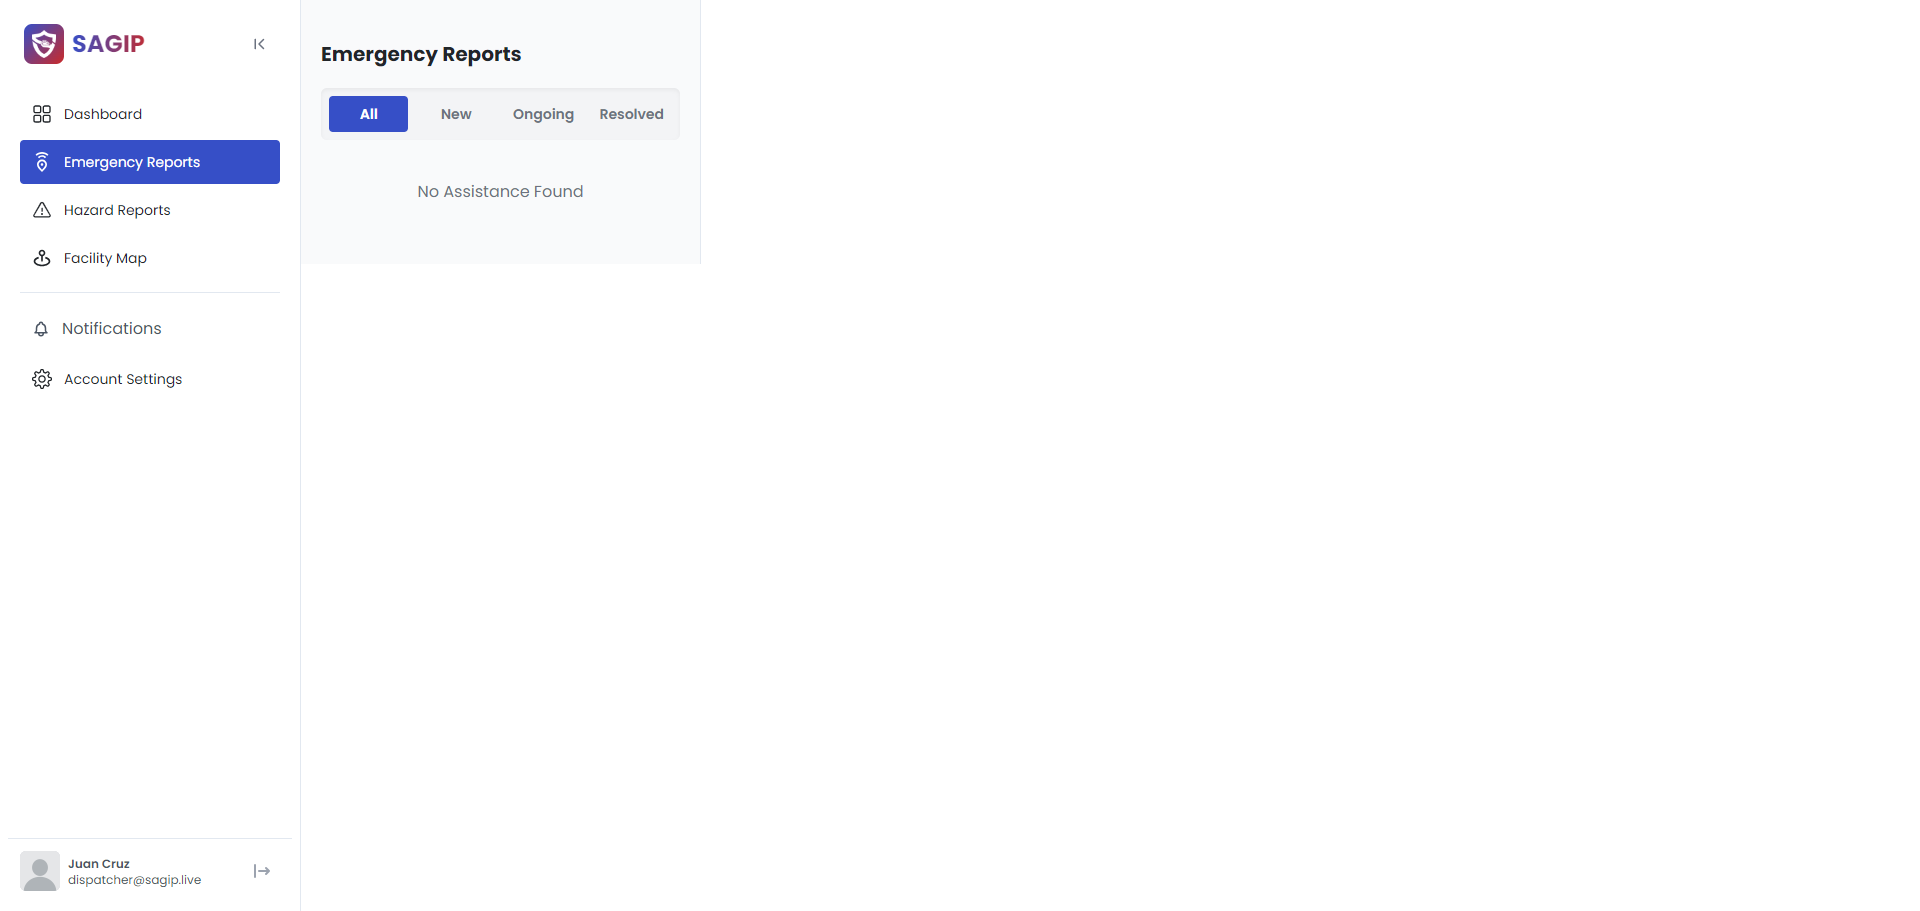 SAGIP
Dashboard
Emergency Reports
Hazard Reports
Facility Map
Notifications
Account Settings
Juan Cruz
dispatcher@sagip.live
Emergency Reports
All New Ongoing Resolved
No Assistance Found